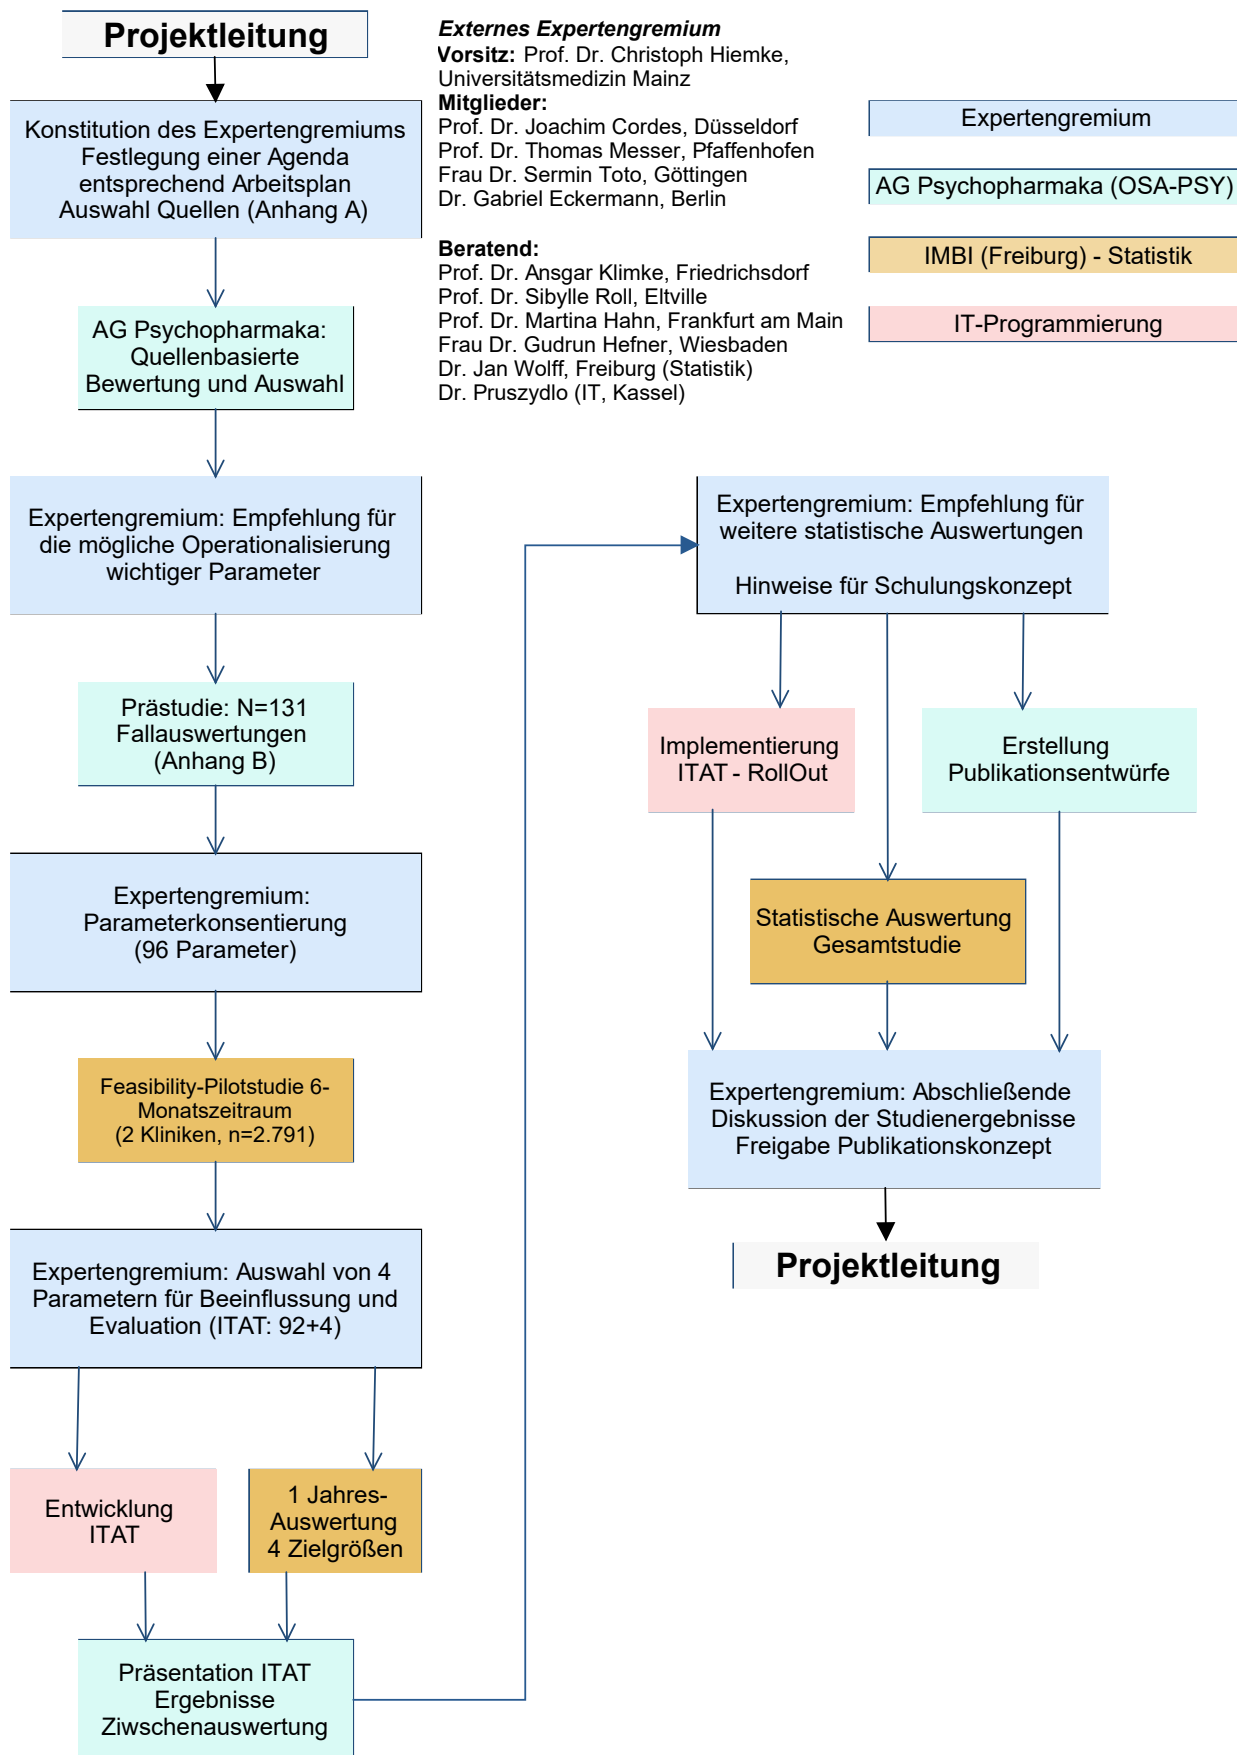 Projektleitung
Konstitution des Expertengremiums
Festlegung einer Agenda
entsprechend Arbeitsplan
Auswahl Quellen (Anhang A)
AG Psychopharmaka:
Quellenbasierte
Bewertung und Auswahl
Expertengremium: Empfehlung für
die mögliche Operationalisierung
wichtiger Parameter
Prästudie: N=131
Fallauswertungen
(Anhang B)
Expertengremium:
Parameterkonsentierung
(96 Parameter)
Feasibility-Pilotstudie 6-
Monatszeitraum
(2 Kliniken, n=2.791)
Expertengremium: Auswahl von 4
Parametern für Beeinflussung und
Evaluation (ITAT: 92+4)
Entwicklung
ITAT
1 Jahres-
Auswertung
4 Zielgrößen
Präsentation ITAT
Ergebnisse
Ziwschenauswertung
Externes Expertengremium
Vorsitz: Prof. Dr. Christoph Hiemke,
Universitätsmedizin Mainz
Mitglieder:
Prof. Dr. Joachim Cordes, Düsseldorf
Prof. Dr. Thomas Messer, Pfaffenhofen
Frau Dr. Sermin Toto, Göttingen
Dr. Gabriel Eckermann, Berlin
Beratend:
Prof. Dr. Ansgar Klimke, Friedrichsdorf
Prof. Dr. Sibylle Roll, Eltville
Prof. Dr. Martina Hahn, Frankfurt am Main
Frau Dr. Gudrun Hefner, Wiesbaden
Dr. Jan Wolff, Freiburg (Statistik)
Dr. Pruszydlo (IT, Kassel)
Expertengremium
AG Psychopharmaka (OSA-PSY)
IMBI (Freiburg) - Statistik
IT-Programmierung
Expertengremium: Empfehlung für
weitere statistische Auswertungen
Hinweise für Schulungskonzept
Implementierung
ITAT - RollOut
Erstellung
Publikationsentwürfe
Statistische Auswertung
Gesamtstudie
Expertengremium: Abschließende
Diskussion der Studienergebnisse
Freigabe Publikationskonzept
Projektleitung